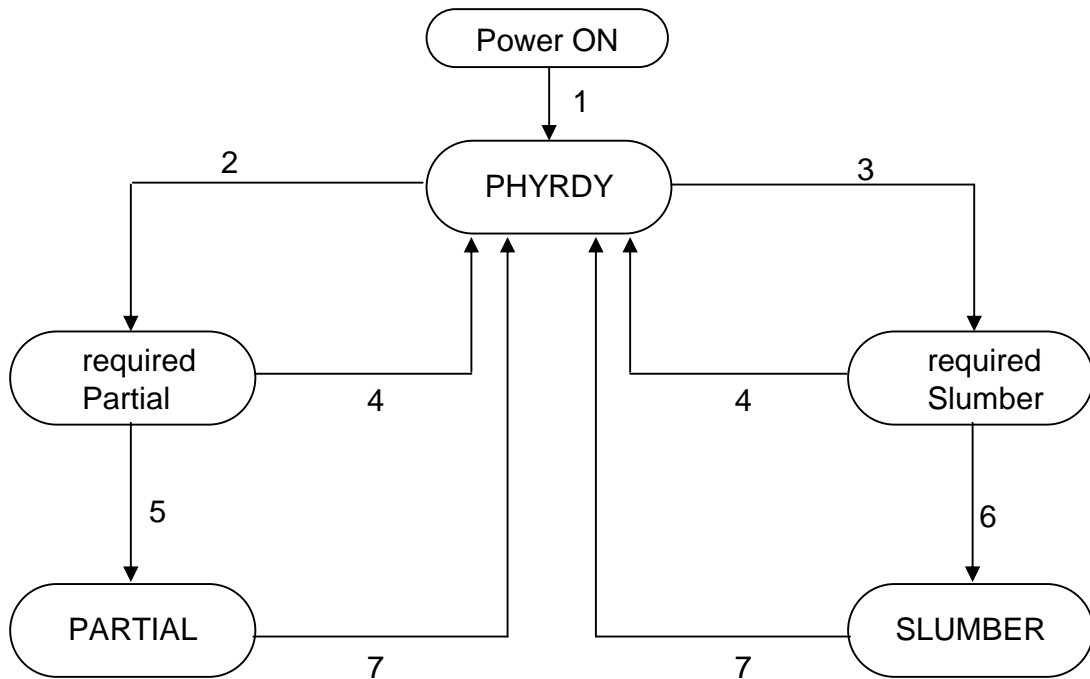 Power ON
1
2
PHYRDY
3
required
Partial
4
4
required
Slumber
5
6
PARTIAL
7
7
SLUMBER